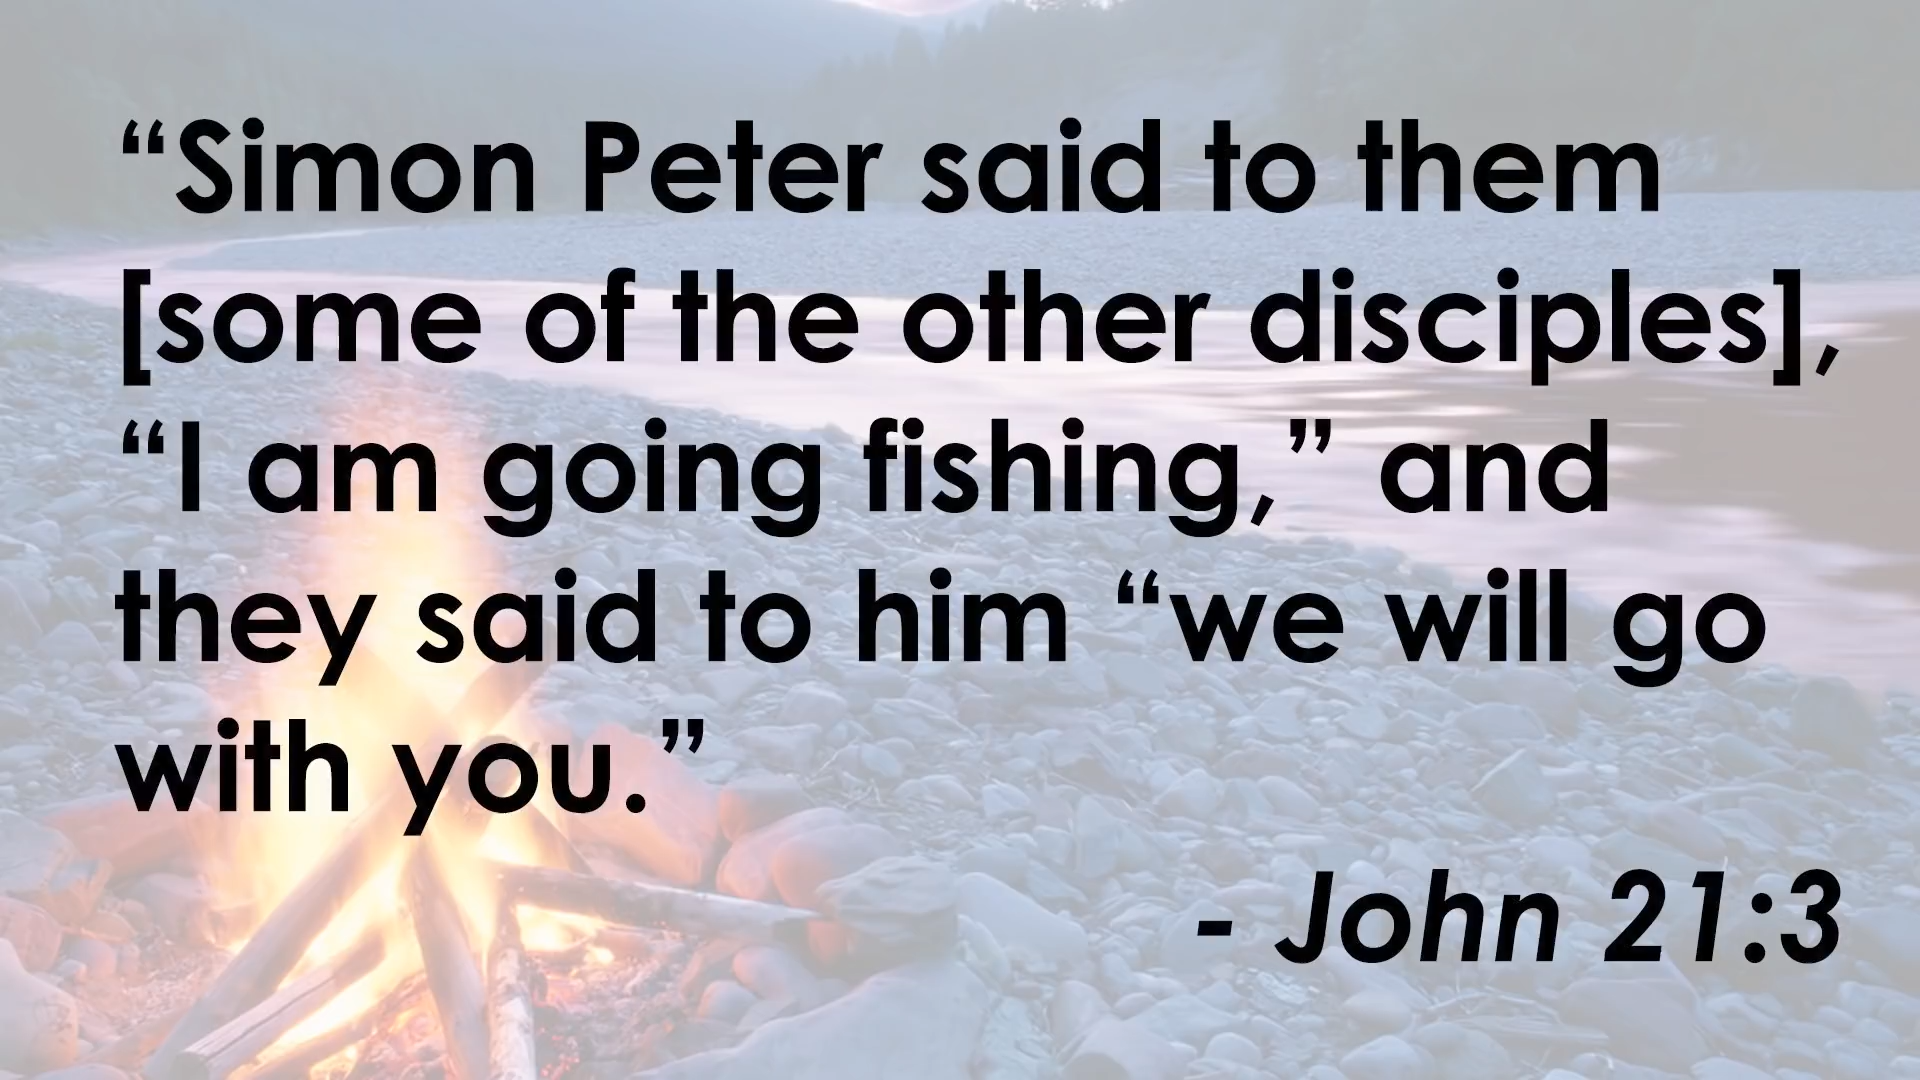 “Simon Peter said to them
[some of the other disciples],
“I am going fishing,” and
they said to him “we will go
with you.”
- John 21:3